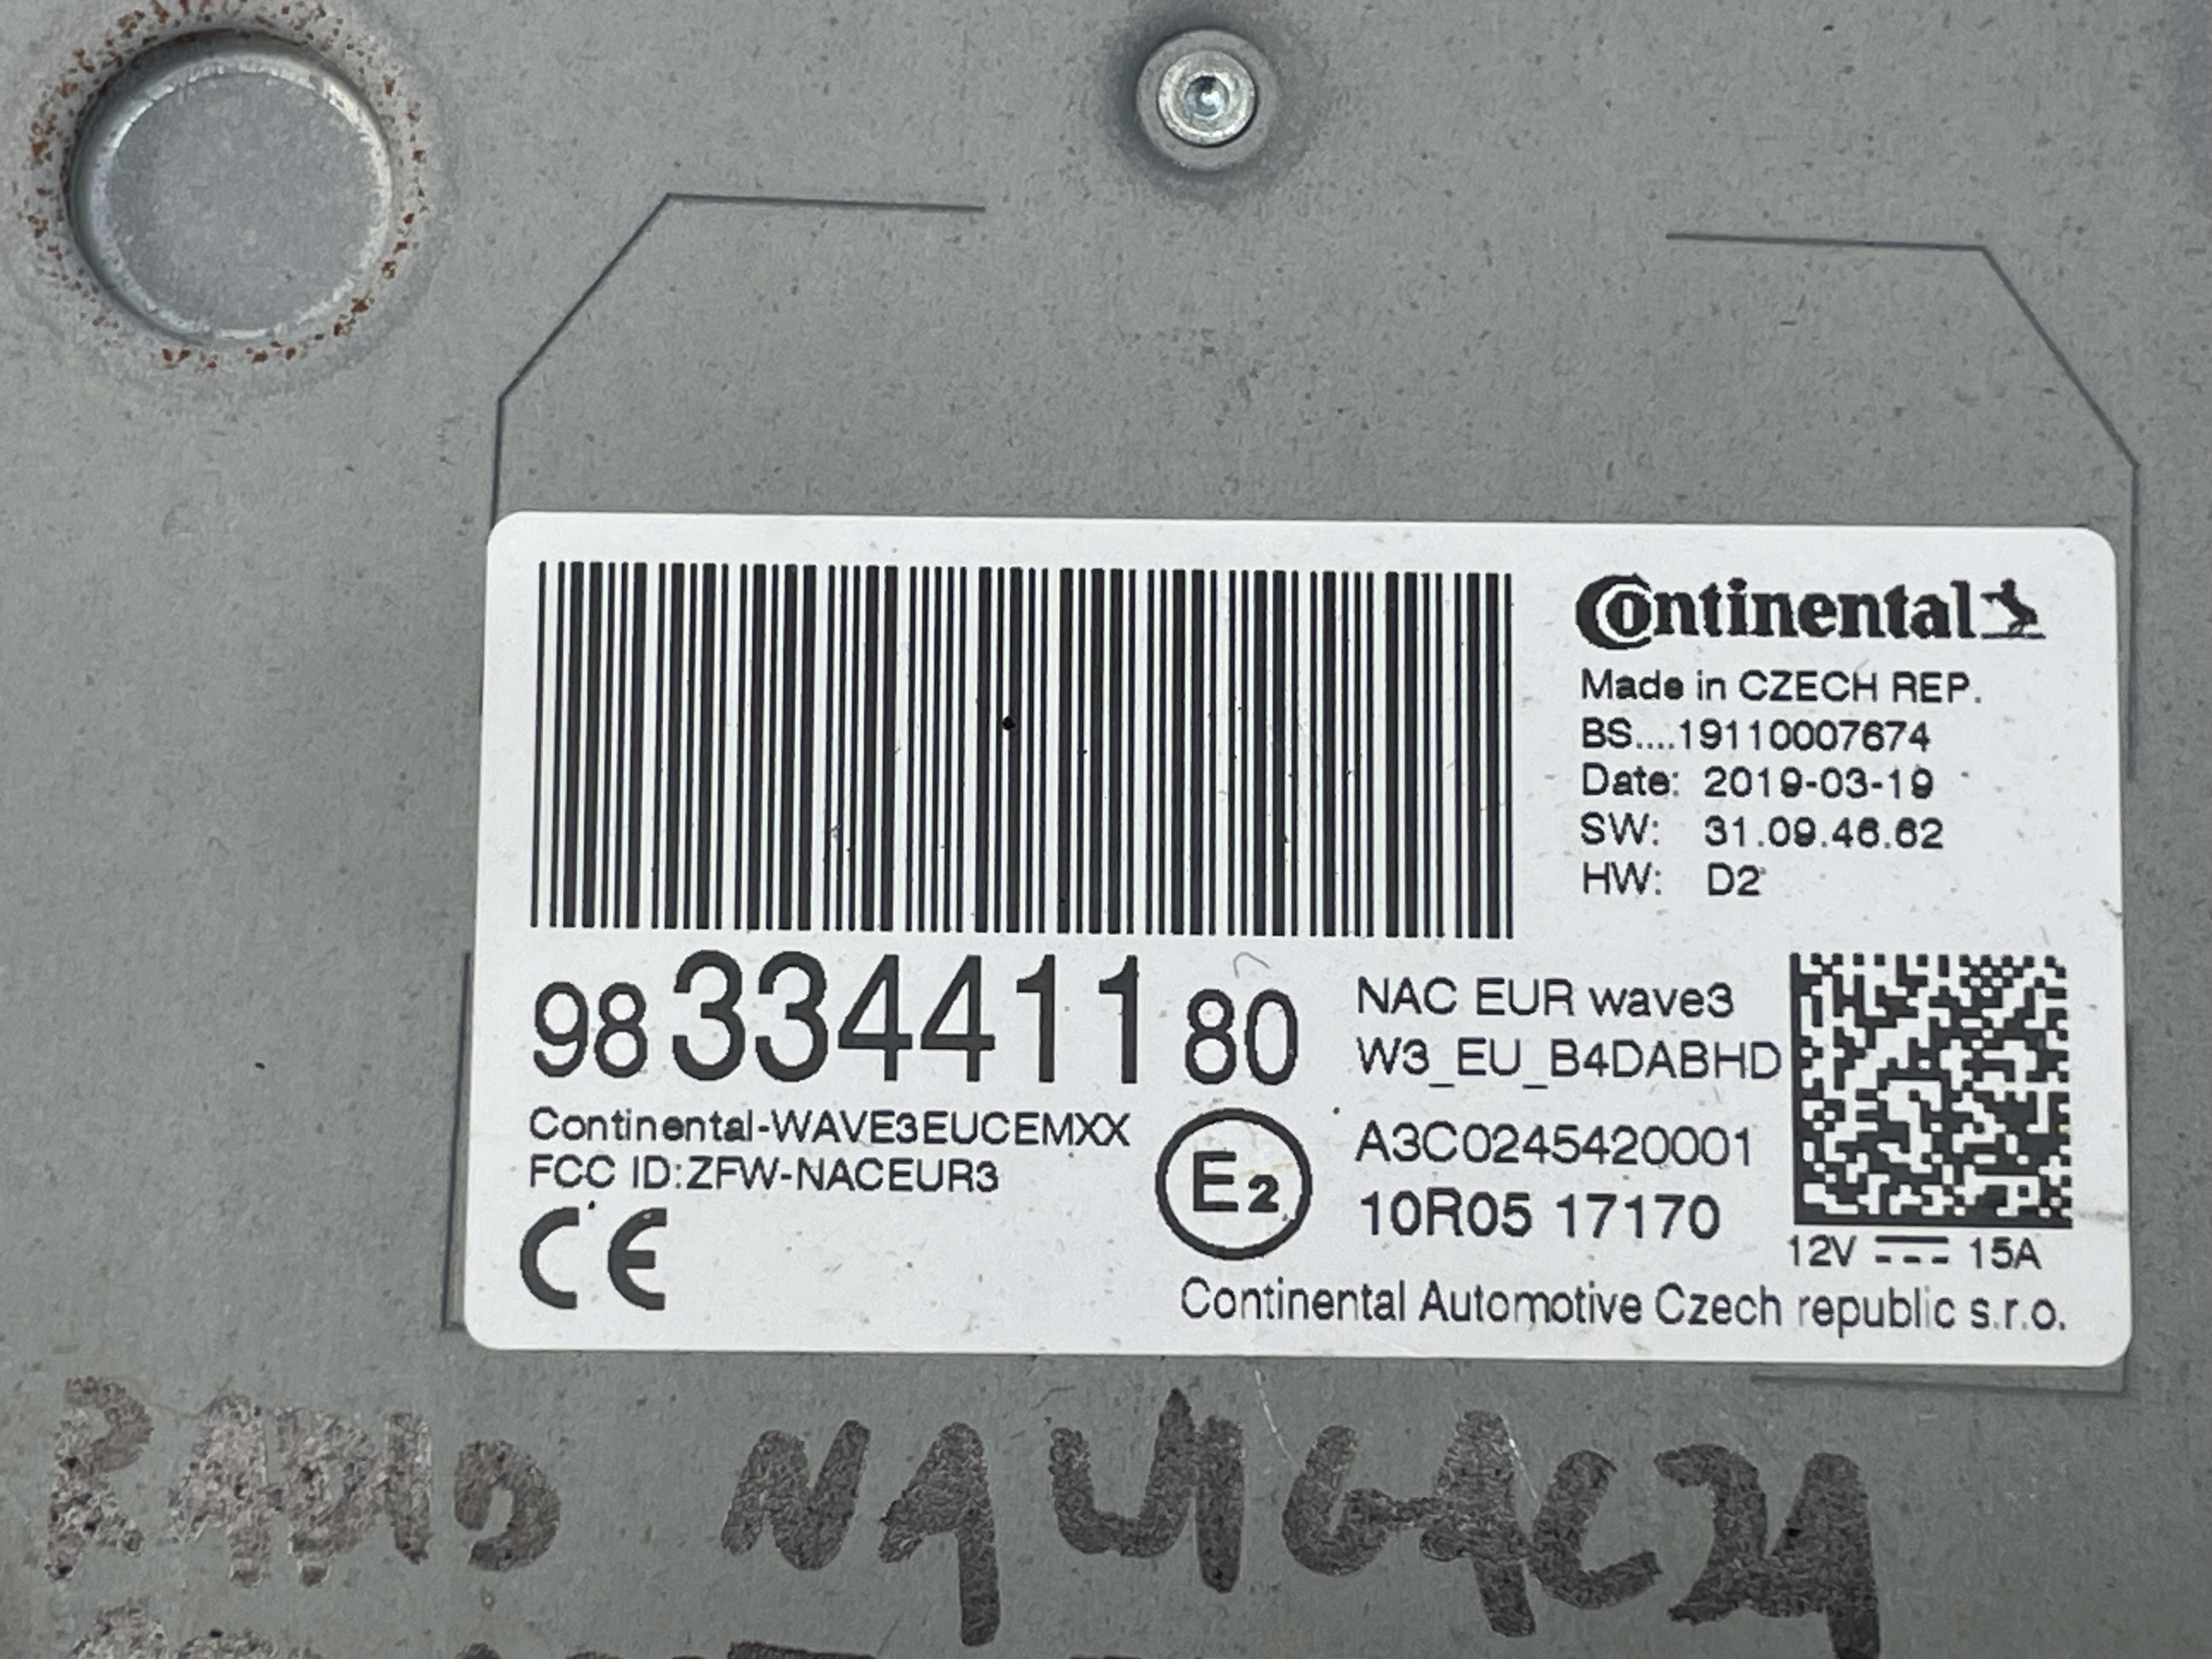 Continental
Made in CZECH REP.
BS....19110007674
Date: 2019-03-19
SW: 31.09.46.62
HW: D2
98 334411 80
NAC EUR wave3
W3_EU_B4DABHD
Continental-WAVE3EUCEMXX
FCC ID:ZFW-NACEUR3
CE
E2
A3C0245420001
10R05 17170
12V 15A
Continental Automotive Czech republic s.r.o.
RADIO NAWIGACJA